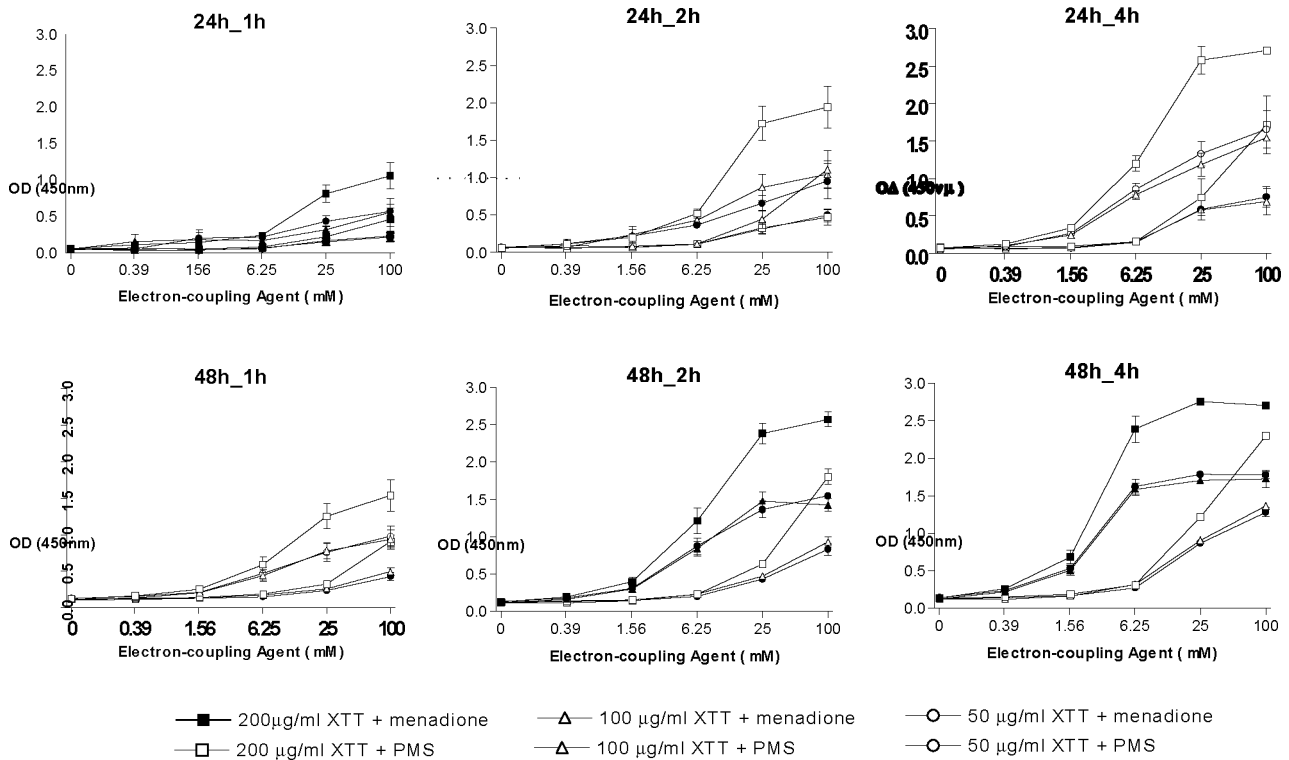 24h_1h
3.0
2.5
2.0
1.5
1.0
OD (450nm)
0.5
0.0
0 0.39 1.56 6.25 25 100
Electron-coupling Agent ( mM)
24h_2h
3.0
2.5
2.0
1.5
1.0
0.5
0.0
0 0.39 1.56 6.25 25 100
Electron-coupling Agent ( mM)
24h_4h
3.0
2.5
2.0
1.5
1.0
ΟΔ (450νμ )
0.5
0.0
0 0.39 1.56 6.25 25 100
Electron-coupling Agent ( mM)
48h_1h
3.0
2.5
2.0
1.5
1.0
OD (450nm)
0.5
0.0
0 0.39 1.56 6.25 25 100
Electron-coupling Agent ( mM)
48h_2h
3.0
2.5
2.0
1.5
1.0
OD (450nm)
0.5
0.0
0 0.39 1.56 6.25 25 100
Electron-coupling Agent ( mM)
48h_4h
3.0
2.5
2.0
1.5
1.0
OD (450nm)
0.5
0.0
0 0.39 1.56 6.25 25 100
Electron-coupling Agent ( mM)
200μg/ml XTT + menadione
100 μg/ml XTT + menadione
50 μg/ml XTT + menadione
200 μg/ml XTT + PMS
100 μg/ml XTT + PMS
50 μg/ml XTT + PMS